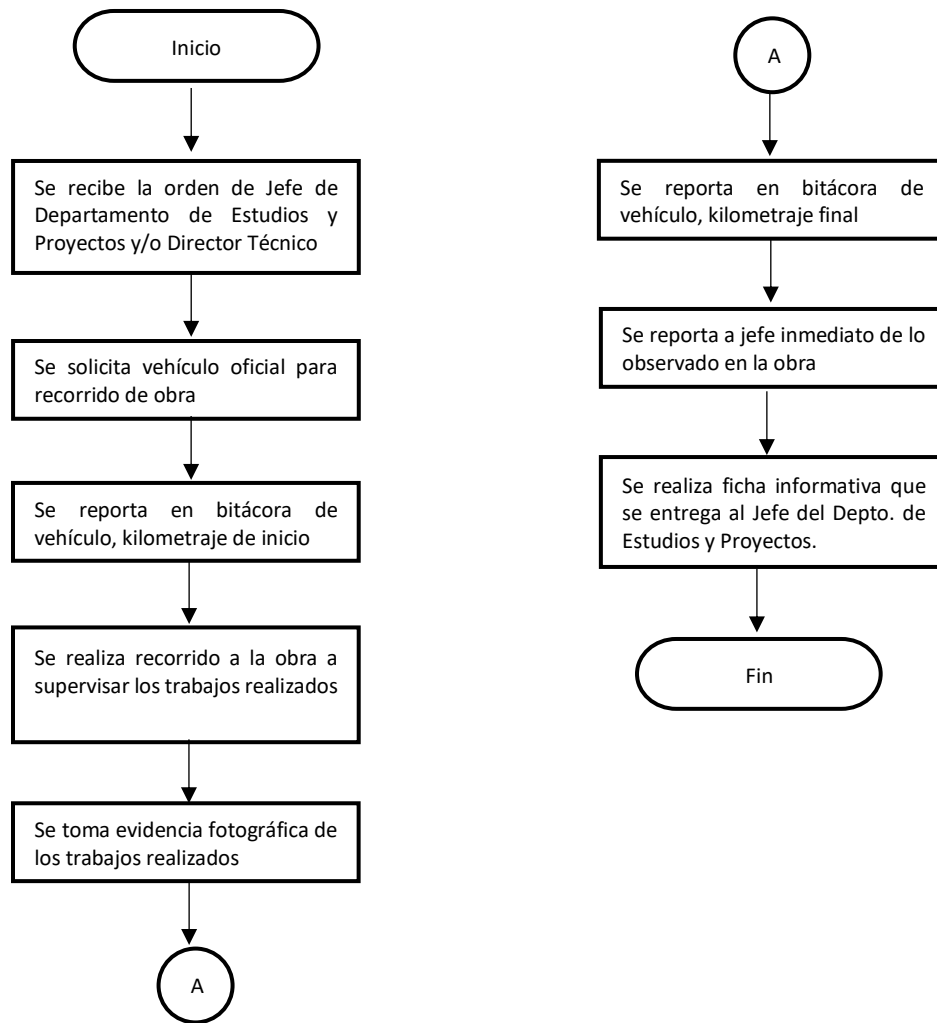 Inicio
Se recibe la orden de Jefe de
Departamento de Estudios y
Proyectos y/o Director Técnico
Se solicita vehículo oficial para
recorrido de obra
Se reporta en bitácora de
vehículo, kilometraje de inicio
Se realiza recorrido a la obra a
supervisar los trabajos realizados
Se toma evidencia fotográfica de
los trabajos realizados
A
A
Se reporta en bitácora de
vehículo, kilometraje final
Se reporta a jefe inmediato de lo
observado en la obra
Se realiza ficha informativa que
se entrega al Jefe del Depto. de
Estudios y Proyectos.
Fin